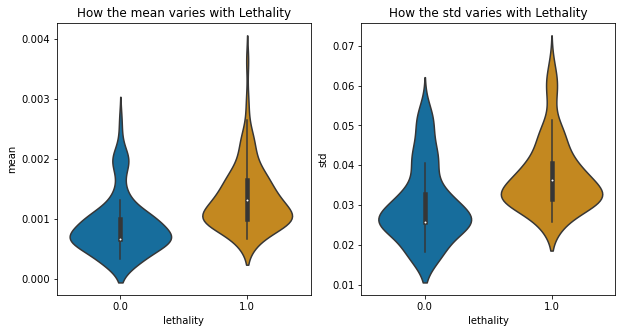 How the mean varies with Lethality
mean
0.004
0.003
0.002
0.001
0.000
0.0 1.0
lethality
How the std varies with Lethality
std
0.07
0.06
0.05
0.04
0.03
0.02
0.01
0.0 1.0
lethality